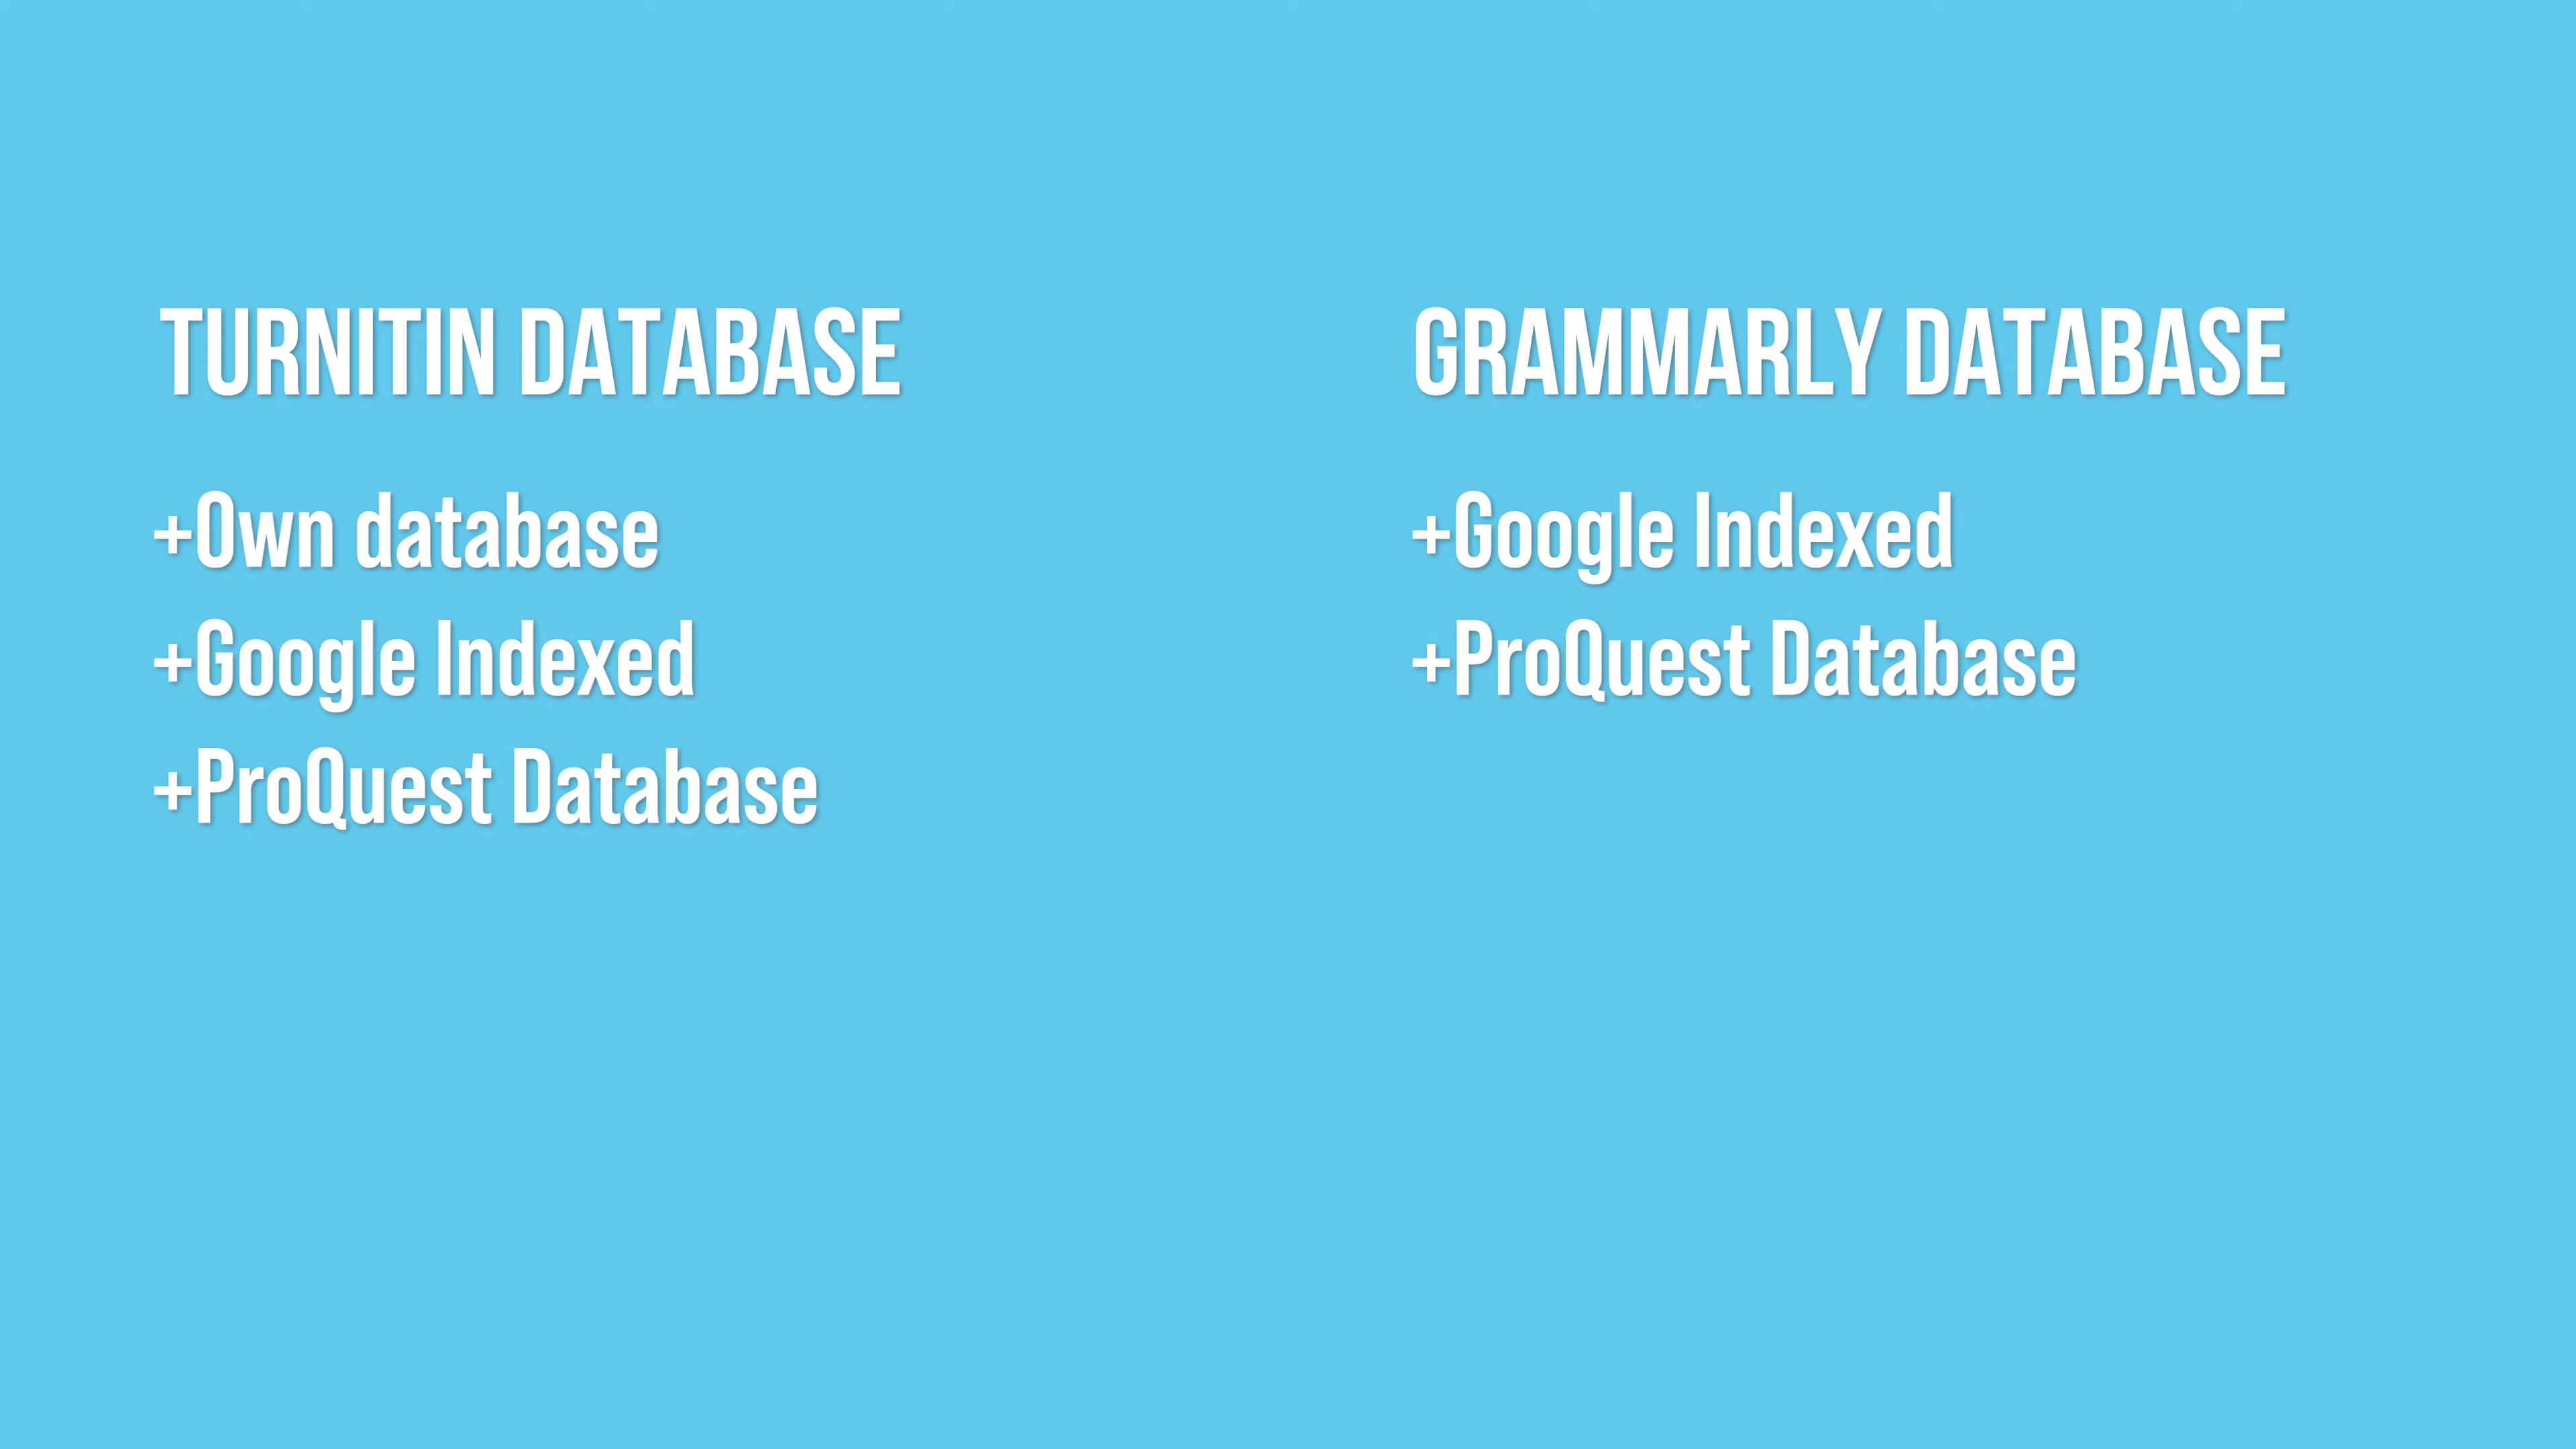 TURNITIN DATABASE
+Own database
+Google Indexed
+ProQuest Database
GRAMMARLY DATABASE
+Google Indexed
+ProQuest Database